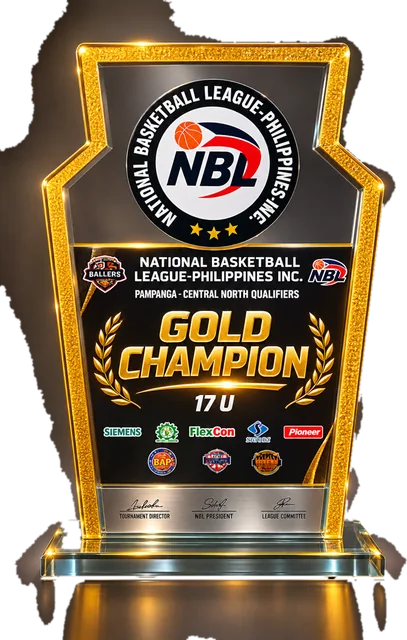 NATIONAL BASKETBALL LEAGUE-PHILIPPINES-INC.
NBL
BALLERS
NATIONAL BASKETBALL
LEAGUE-PHILIPPINES INC.
NBL
PAMPANGA - CENTRAL NORTH QUALIFIERS
GOLD
CHAMPION
17 U
SIEMENS
FlexCon
Pioneer
BAP
TOURNAMENT DIRECTOR
NBL PRESIDENT
LEAGUE COMMITTEE